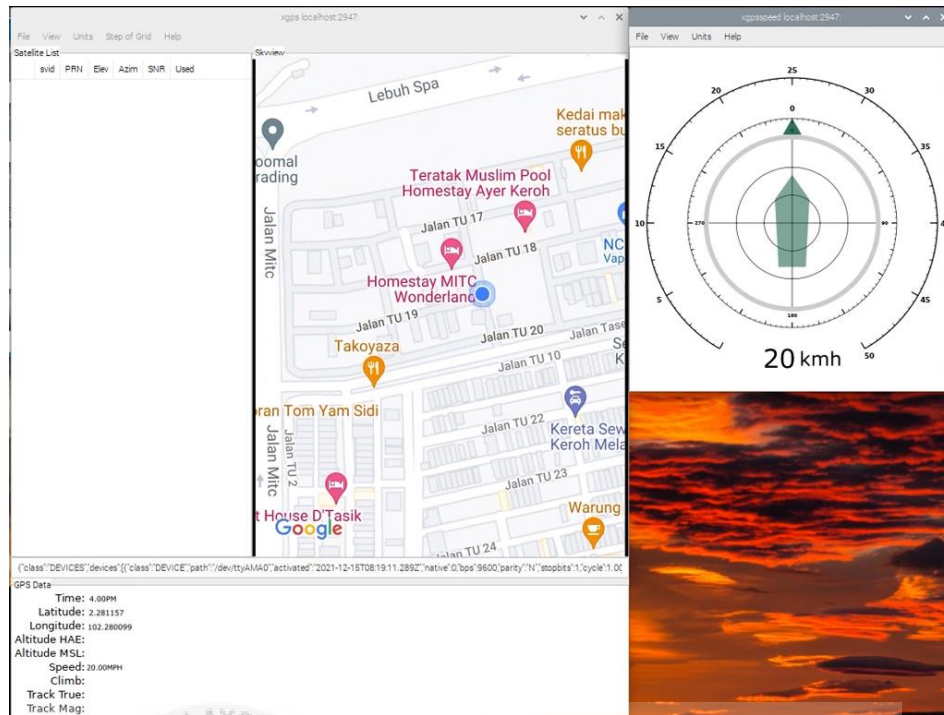 xgps localhost:2947:
File View Units Step of Grid Help
Satellite List
svid PRN Elev Azim SNR Used
Skyview
Lebuh Spa
Kedai mak
seratus bu
oomal
rading
Teratak Muslim Pool
Homestay Ayer Keroh
Jalan TU 17
Jalan Mitc
Jalan TU 18
NC
Vap
Homestay MITC
Wonderland
Jalan TU 19
Jalan TU 20
Jalan Tase
Takoyaza
Se
K
Jalan TU 10
oran Tom Yam Sidi
Jalan TU 22
Kereta Sew
Keroh Mela
Jalan Mitc
Jalan TU 2
Jalan TU 23
t House D'Tasik
Google
Warung
Jalan TU 24
{"class":"DEVICES","devices":[{"class":"DEVICE","path":"/dev/ttyAMA0","activated":"2021-12-15T08:19:11.289Z","native":0,"bps":9600,"parity":"N","stopbits":1,"cycle":1.00
GPS Data
Time: 4.00PM
Latitude: 2.281157
Longitude: 102.280099
Altitude HAE:
Altitude MSL:
Speed: 20.00MPH
Climb:
Track True:
Track Mag:
xgpsspeed localhost:2947:
File View Units Help
25
20 30
0
15 35
10 270 90 4
5 45
180
50
20 kmh